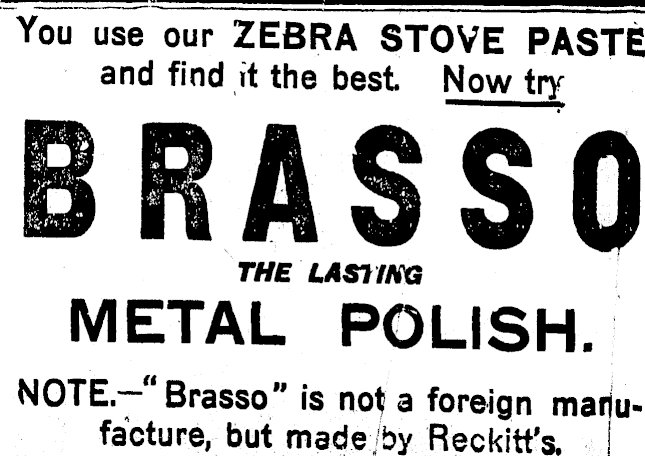 You use our ZEBRA STOVE PASTE
and find it the best. Now try
BRASSO
THE LASTING
METAL POLISH.
NOTE.—"Brasso" is not a foreign manu-
facture, but made by Reckitt's.